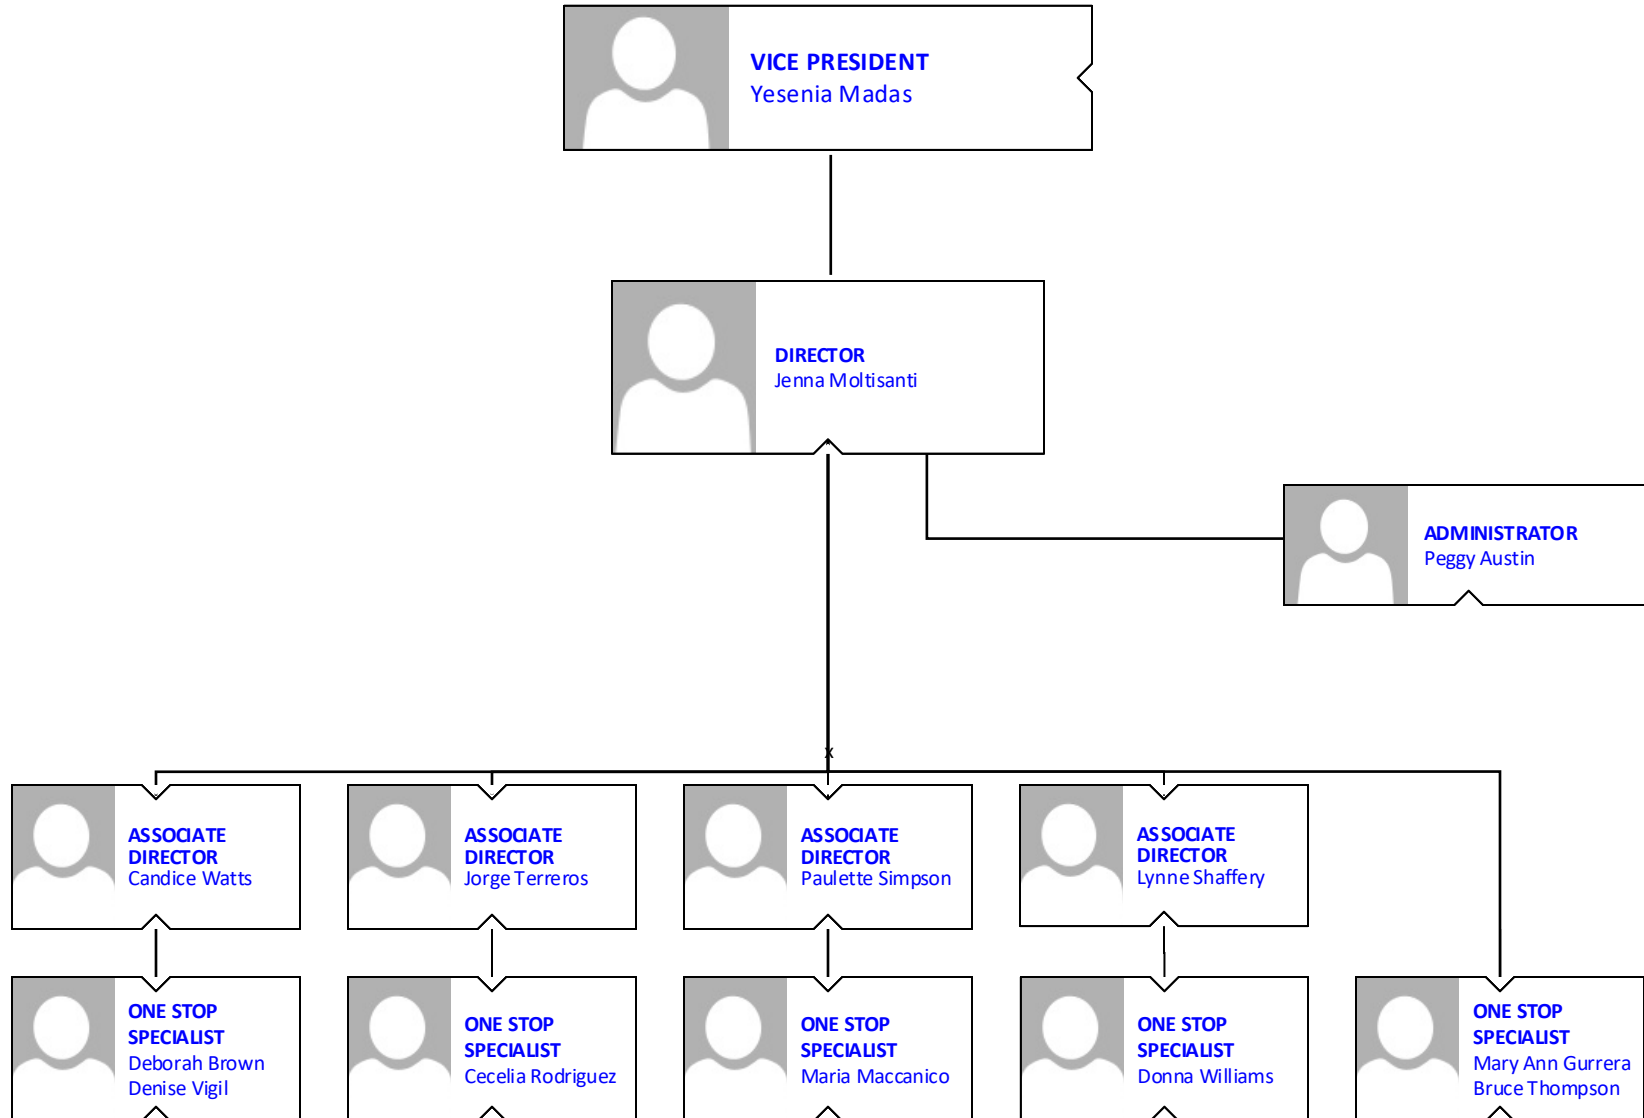 VICE PRESIDENT
Yesenia Madas
DIRECTOR
Jenna Moltisanti
ADMINISTRATOR
Peggy Austin
x
ASSOCIATE
DIRECTOR
Candice Watts
ASSOCIATE
DIRECTOR
Jorge Terreros
ASSOCIATE
DIRECTOR
Paulette Simpson
ASSOCIATE
DIRECTOR
Lynne Shaffery
ONE STOP
SPECIALIST
Deborah Brown
Denise Vigil
ONE STOP
SPECIALIST
Cecelia Rodriguez
ONE STOP
SPECIALIST
Maria Maccanico
ONE STOP
SPECIALIST
Donna Williams
ONE STOP
SPECIALIST
Mary Ann Gurrera
Bruce Thompson